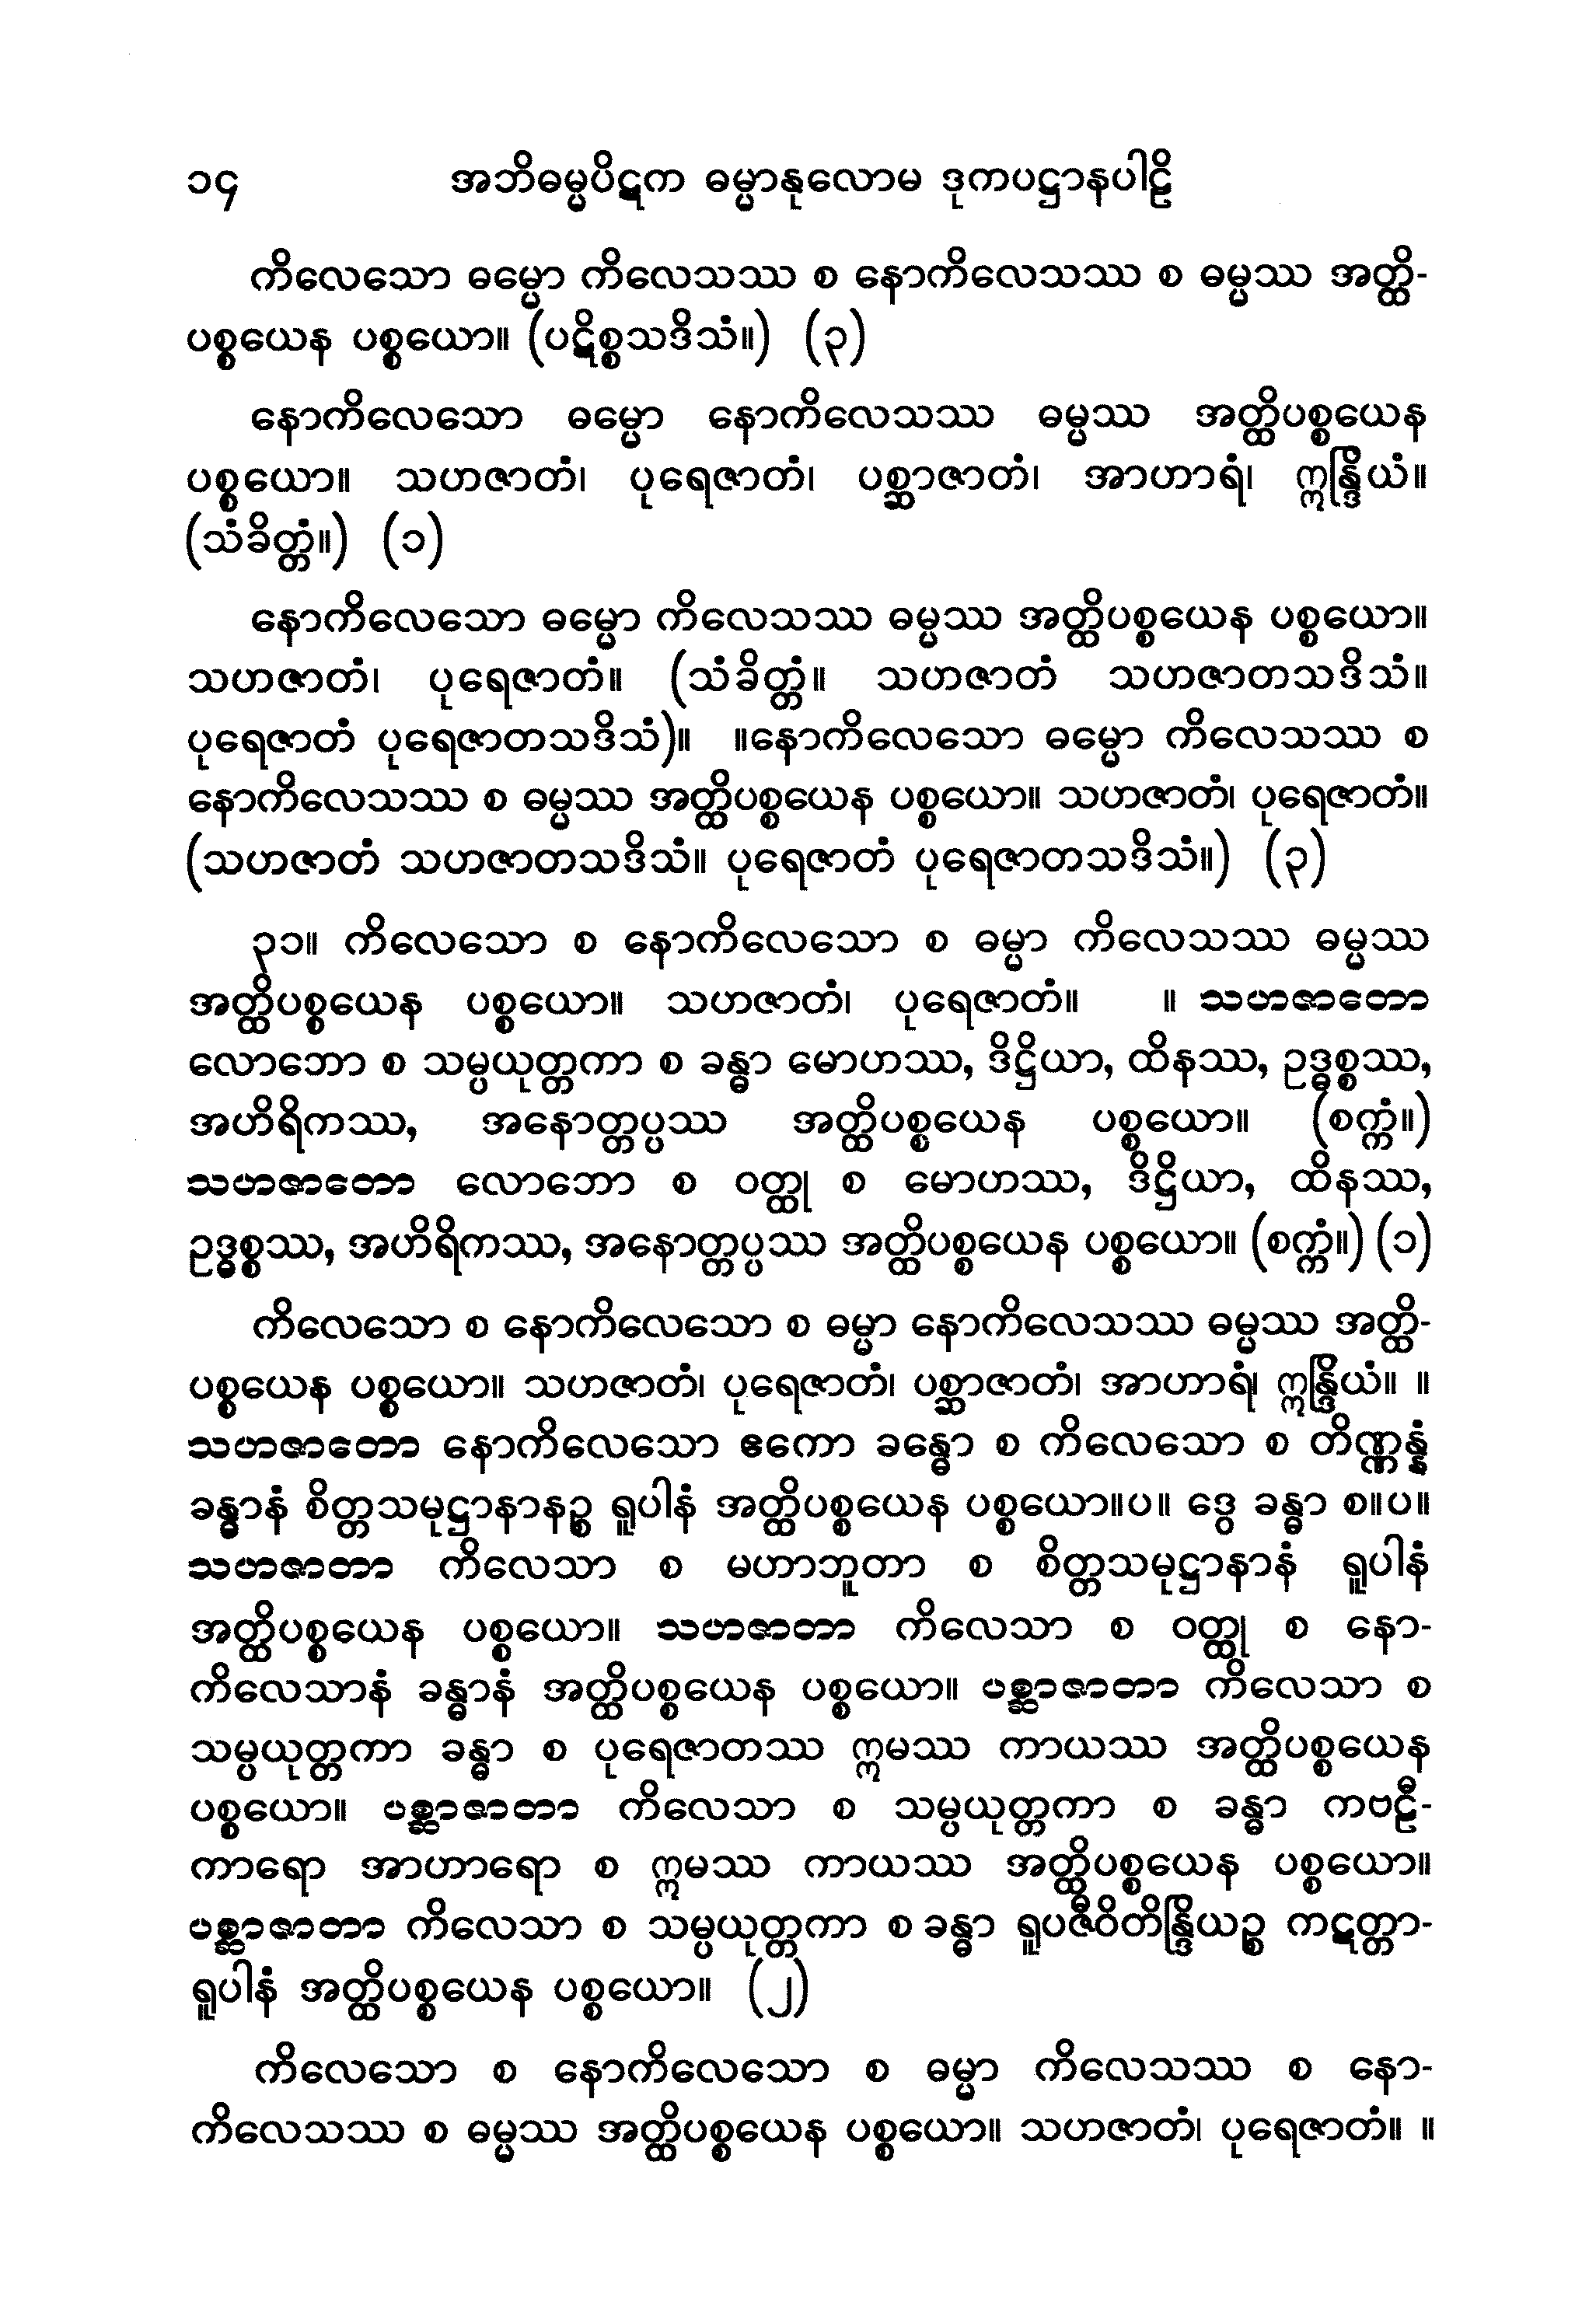 ၁၄ အဘိဓမ္မပိဋက ဓမ္မာနုလောမ ဒုကပဋ္ဌာနပါဠိ
ကိလေသော ဓမ္မော ကိလေသဿ စ နောကိလေသဿ စ ဓမ္မဿ အတ္ထိ-
ပစ္စယေန ပစ္စယော။ (ပဋိစ္စသဒိသံ။) (၃)
နောကိလေသော ဓမ္မော နောကိလေသဿ ဓမ္မဿ အတ္ထိပစ္စယေန
ပစ္စယော။ သဟဇာတံ၊ ပုရေဇာတံ၊ ပစ္ဆာဇာတံ၊ အာဟာရံ၊ ဣန္ဒြိယံ။
(သံခိတ္တံ။) (၁)
နောကိလေသော ဓမ္မော ကိလေသဿ ဓမ္မဿ အတ္ထိပစ္စယေန ပစ္စယော။
သဟဇာတံ၊ ပုရေဇာတံ။ (သံခိတ္တံ။ သဟဇာတံ သဟဇာတသဒိသံ။
ပုရေဇာတံ ပုရေဇာတသဒိသံ)။ ။နောကိလေသော ဓမ္မော ကိလေသဿ စ
နောကိလေသဿ စ ဓမ္မဿ အတ္ထိပစ္စယေန ပစ္စယော။ သဟဇာတံ၊ ပုရေဇာတံ။
(သဟဇာတံ သဟဇာတသဒိသံ။ ပုရေဇာတံ ပုရေဇာတသဒိသံ။) (၃)
၃၁။ ကိလေသော စ နောကိလေသော စ ဓမ္မာ ကိလေသဿ ဓမ္မဿ
အတ္ထိပစ္စယေန ပစ္စယော။ သဟဇာတံ၊ ပုရေဇာတံ။ ။ သဟဇာတော
လောဘော စ သမ္ပယုတ္တကာ စ ခန္ဓာ မောဟဿ, ဒိဋ္ဌိယာ, ထိနဿ, ဥဒ္ဓစ္စဿ,
အဟိရိကဿ, အနောတ္တပ္ပဿ အတ္ထိပစ္စယေန ပစ္စယော။ (စက္ကံ။)
သဟဇာတော လောဘော စ ဝတ္ထု စ မောဟဿ, ဒိဋ္ဌိယာ, ထိနဿ,
ဥဒ္ဓစ္စဿ, အဟိရိကဿ, အနောတ္တပ္ပဿ အတ္ထိပစ္စယေန ပစ္စယော။ (စက္ကံ။) (၁)
ကိလေသော စ နောကိလေသော စ ဓမ္မာ နောကိလေသဿ ဓမ္မဿ အတ္ထိ-
ပစ္စယေန ပစ္စယော။ သဟဇာတံ၊ ပုရေဇာတံ၊ ပစ္ဆာဇာတံ၊ အာဟာရံ၊ ဣန္ဒြိယံ။ ။
သဟဇာတော နောကိလေသော ဧကော ခန္ဓော စ ကိလေသော စ တိဏ္ဏန္နံ
ခန္ဓာနံ စိတ္တသမုဋ္ဌာနာနဉ္စ ရူပါနံ အတ္ထိပစ္စယေန ပစ္စယော။ပ။ ဒွေ ခန္ဓာ စ။ပ။
သဟဇာတာ ကိလေသာ စ မဟာဘူတာ စ စိတ္တသမုဋ္ဌာနာနံ ရူပါနံ
အတ္ထိပစ္စယေန ပစ္စယော။ သဟဇာတာ ကိလေသာ စ ဝတ္ထု စ နော-
ကိလေသာနံ ခန္ဓာနံ အတ္ထိပစ္စယေန ပစ္စယော။ ပစ္ဆာဇာတာ ကိလေသာ စ
သမ္ပယုတ္တကာ ခန္ဓာ စ ပုရေဇာတဿ ဣမဿ ကာယဿ အတ္ထိပစ္စယေန
ပစ္စယော။ ပစ္ဆာဇာတာ ကိလေသာ စ သမ္ပယုတ္တကာ စ ခန္ဓာ ကဗဠီ-
ကာရော အာဟာရော စ ဣမဿ ကာယဿ အတ္ထိပစ္စယေန ပစ္စယော။
ပစ္ဆာဇာတာ ကိလေသာ စ သမ္ပယုတ္တကာ စ ခန္ဓာ ရူပဇီဝိတိန္ဒြိယဉ္စ ကဋတ္တာ-
ရူပါနံ အတ္ထိပစ္စယေန ပစ္စယော။ (၂)
ကိလေသော စ နောကိလေသော စ ဓမ္မာ ကိလေသဿ စ နော-
ကိလေသဿ စ ဓမ္မဿ အတ္ထိပစ္စယေန ပစ္စယော။ သဟဇာတံ၊ ပုရေဇာတံ။ ။